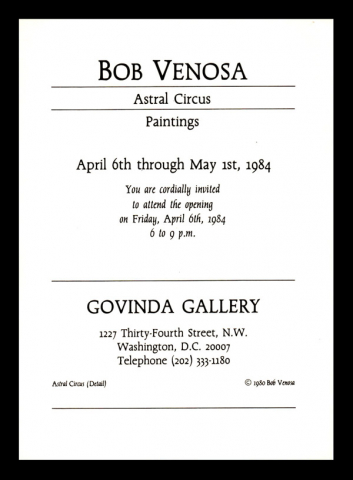 BOB VENOSA
Astral Circus
Paintings
April 6th through May 1st, 1984
You are cordially invited
to attend the opening
on Friday, April 6th, 1984
6 to 9 p.m.
GOVINDA GALLERY
1227 Thirty-Fourth Street, N.W.
Washington, D.C. 20007
Telephone (202) 333-1180
Astral Circus (Detail) © 1980 Bob Venosa